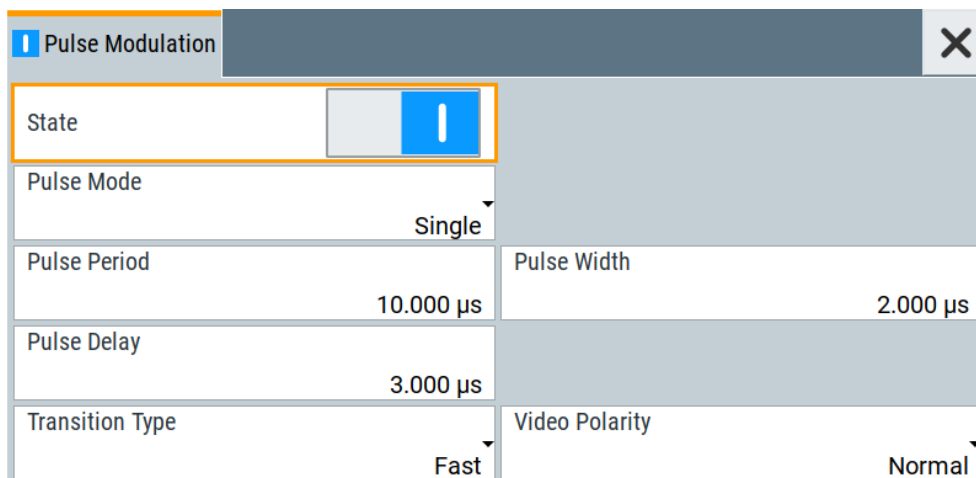 Pulse Modulation
State
Pulse Mode
Single
Pulse Period
10.000 µs
Pulse Width
2.000 µs
Pulse Delay
3.000 µs
Transition Type
Fast
Video Polarity
Normal